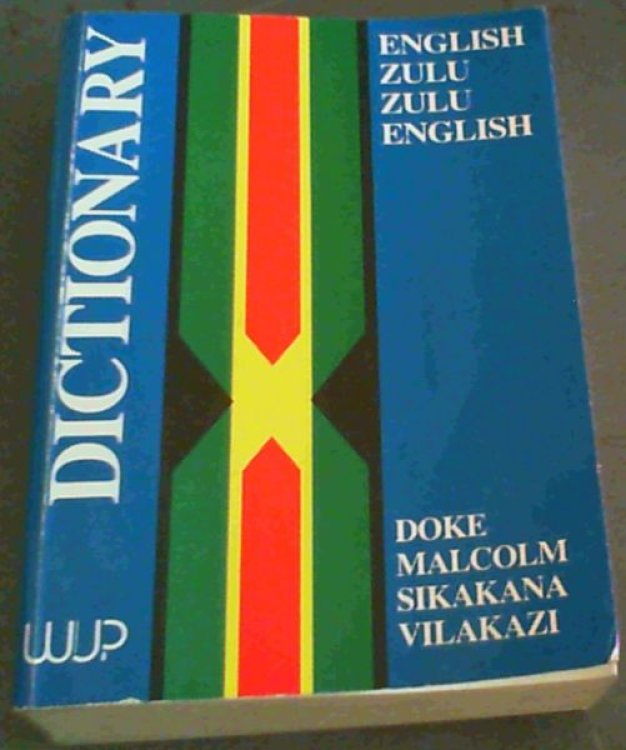 DICTIONARY
ENGLISH
ZULU
ZULU
ENGLISH
DOKE
MALCOLM
SIKAKANA
VILAKAZI
WUP